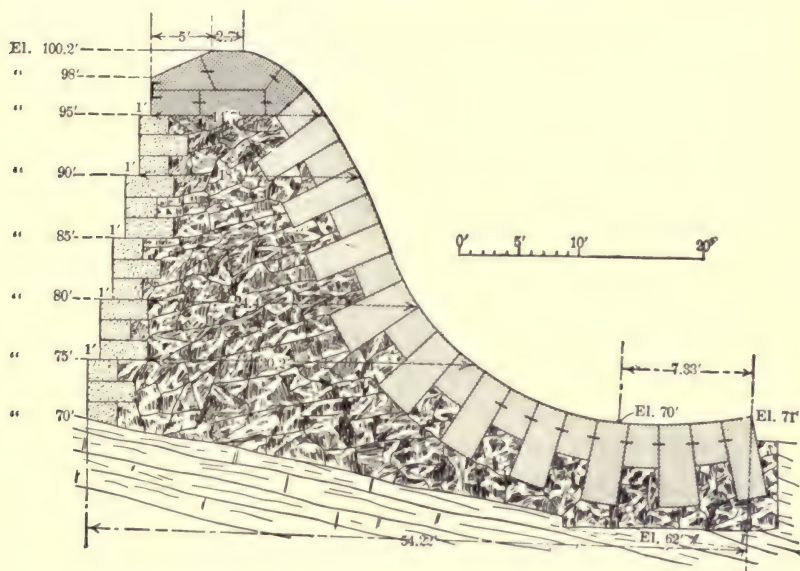 5' 2.7'
El. 100.2'
" 98'
" 95' 1'
" 90' 1'
" 85' 1'
0' 5' 10' 20'
" 80' 1'
" 75' 1'
7.83'
" 70'
El. 70' El. 71'
El. 62'
54.22'